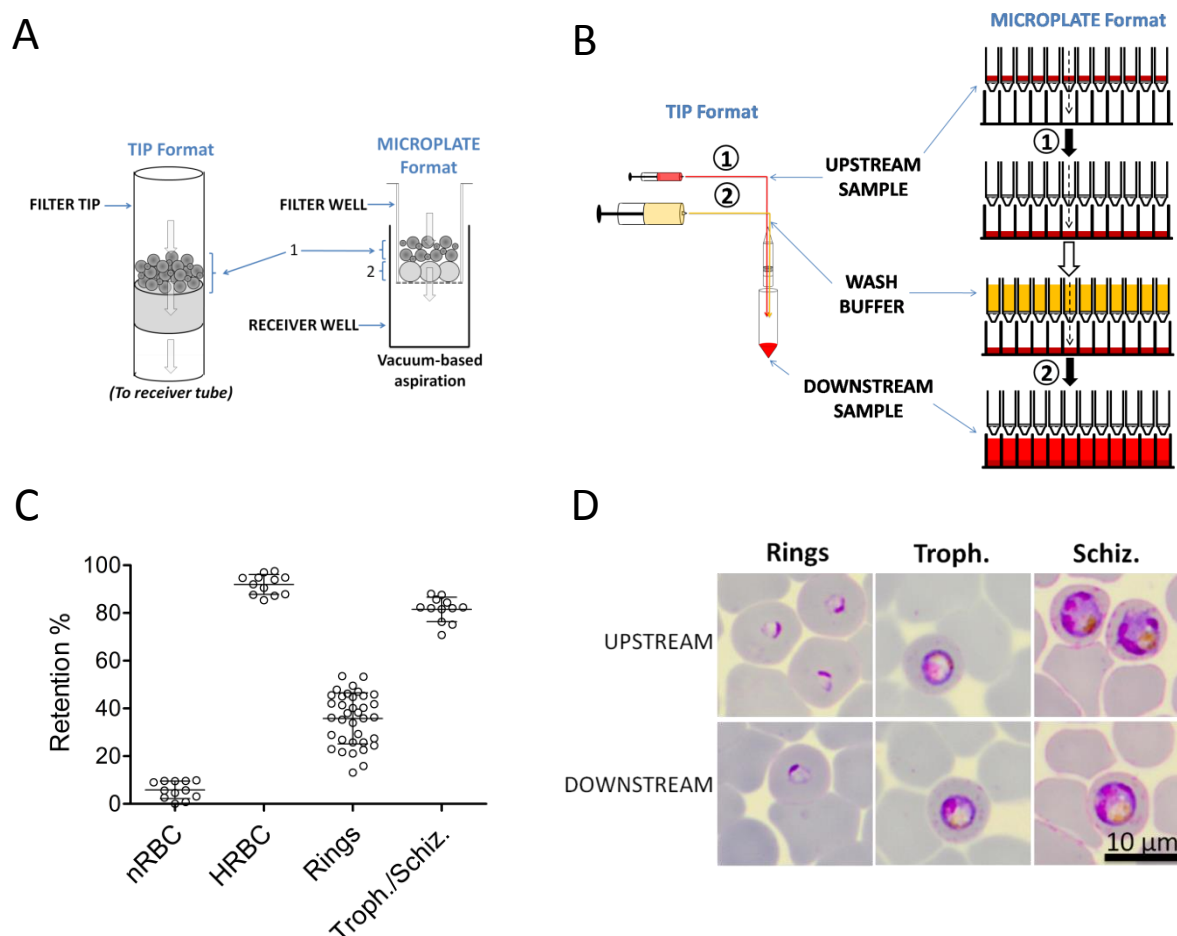 A
TIP Format
FILTER TIP
(To receiver tube)
MICROPLATE
Format
FILTER WELL
1
2
RECEIVER WELL
Vacuum-based
aspiration
B
MICROPLATE Format
TIP Format
1
2
UPSTREAM
SAMPLE
WASH
BUFFER
DOWNSTREAM
SAMPLE
1
2
C
Retention %
100
80
60
40
20
0
nRBC
HRBC
Rings
Troph./Schiz.
D
Rings
Troph.
Schiz.
UPSTREAM
DOWNSTREAM
10 µm